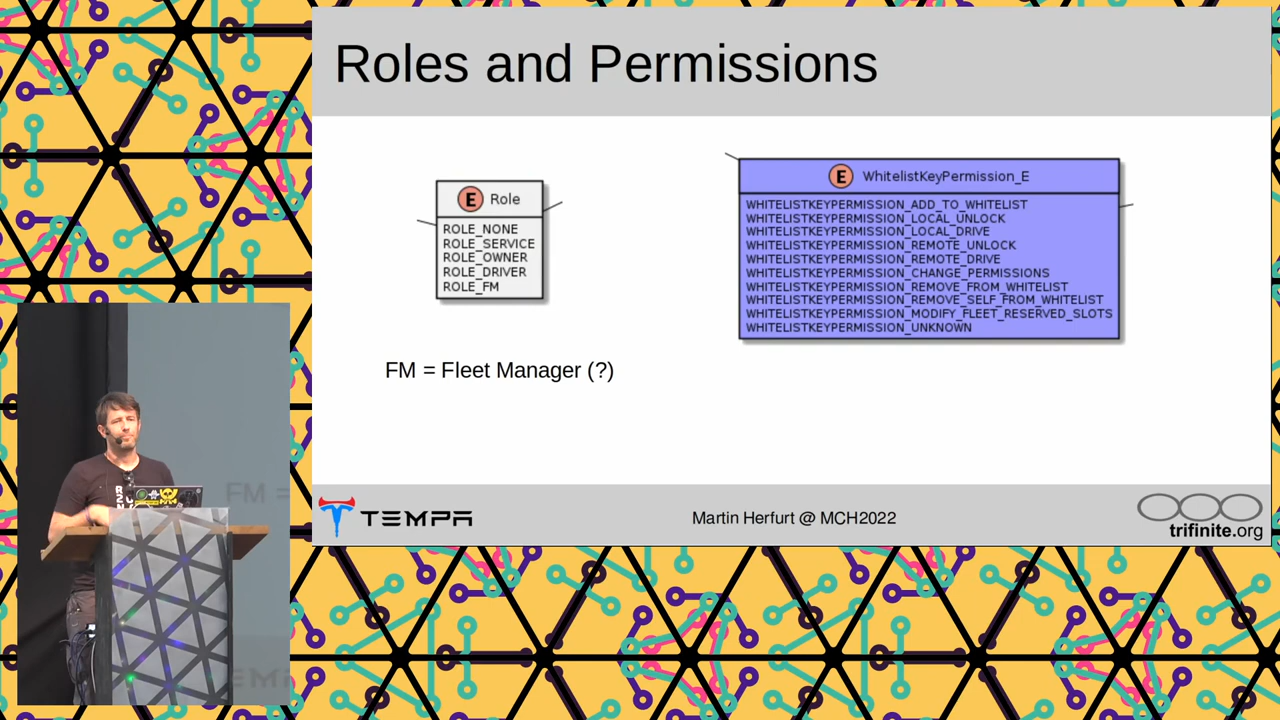 Roles and Permissions
E Role
ROLE_NONE
ROLE_SERVICE
ROLE_OWNER
ROLE_DRIVER
ROLE_FM
E WhitelistKeyPermission_E
WHITELISTKEYPERMISSION_ADD_TO_WHITELIST
WHITELISTKEYPERMISSION_LOCAL_UNLOCK
WHITELISTKEYPERMISSION_LOCAL_DRIVE
WHITELISTKEYPERMISSION_REMOTE_UNLOCK
WHITELISTKEYPERMISSION_REMOTE_DRIVE
WHITELISTKEYPERMISSION_CHANGE_PERMISSIONS
WHITELISTKEYPERMISSION_REMOVE_FROM_WHITELIST
WHITELISTKEYPERMISSION_REMOVE_SELF_FROM_WHITELIST
WHITELISTKEYPERMISSION_MODIFY_FLEET_RESERVED_SLOTS
WHITELISTKEYPERMISSION_UNKNOWN
FM = Fleet Manager (?)
FM =
TEMPA
Martin Herfurt @ MCH2022
trifinite.org